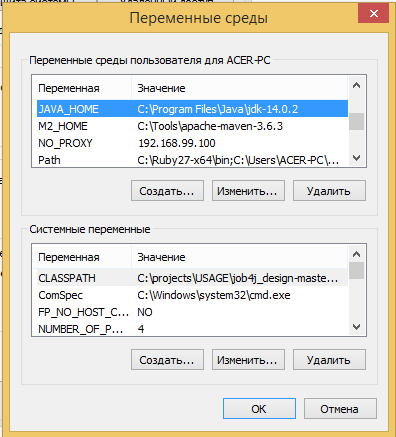 Переменные среды
Переменные среды пользователя для ACER-PC
Переменная Значение
JAVA_HOME C:\Program Files\Java\jdk-14.0.2
M2_HOME C:\Tools\apache-maven-3.6.3
NO_PROXY 192.168.99.100
Path C:\Ruby27-x64\bin;C:\Users\ACER-PC\...
Создать... Изменить... Удалить
Системные переменные
Переменная Значение
CLASSPATH C:\projects\USAGE\job4j_design-maste...
ComSpec C:\Windows\system32\cmd.exe
FP_NO_HOST_C... NO
NUMBER_OF_P... 4
Создать... Изменить... Удалить
OK Отмена